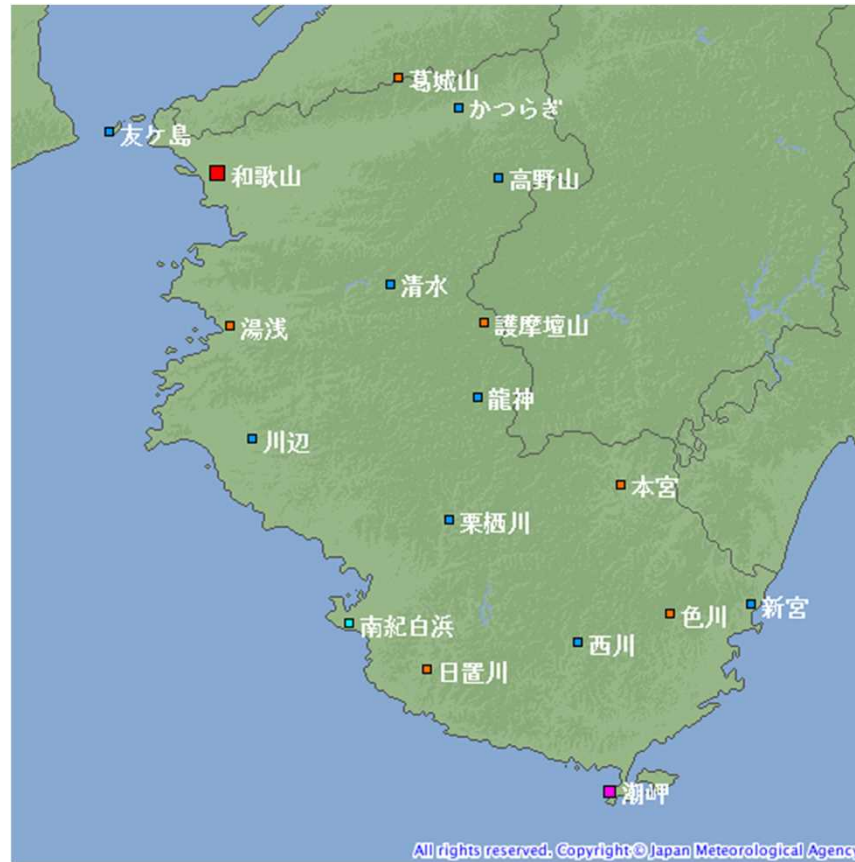 葛城山
かつらぎ
友ケ島
和歌山
高野山
清水
湯浅
護摩壇山
龍神
川辺
本宮
栗栖川
新宮
色川
南紀白浜
西川
日置川
潮岬
All rights reserved. Copyright © Japan Meteorological Agency